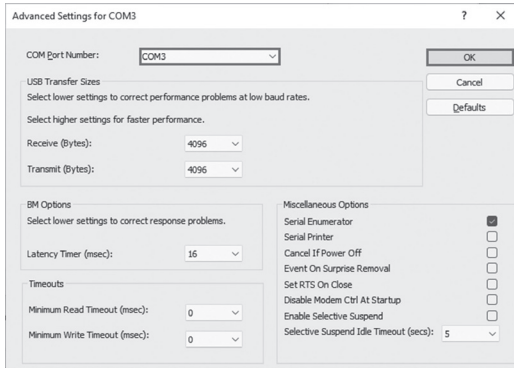 Advanced Settings for COM3
? ×
COM Port Number: COM3
OK
Cancel
Defaults
USB Transfer Sizes
Select lower settings to correct performance problems at low baud rates.
Select higher settings for faster performance.
Receive (Bytes): 4096
Transmit (Bytes): 4096
BM Options
Select lower settings to correct response problems.
Latency Timer (msec): 16
Timeouts
Minimum Read Timeout (msec): 0
Minimum Write Timeout (msec): 0
Miscellaneous Options
Serial Enumerator
Serial Printer
Cancel If Power Off
Event On Surprise Removal
Set RTS On Close
Disable Modem Ctrl At Startup
Enable Selective Suspend
Selective Suspend Idle Timeout (secs): 5